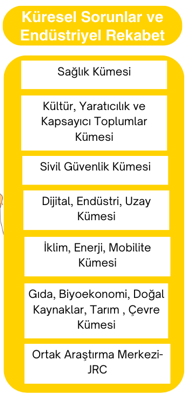 Küresel Sorunlar ve
Endüstriyel Rekabet
Sağlık Kümesi
Kültür, Yaratıcılık ve
Kapsayıcı Toplumlar
Kümesi
Sivil Güvenlik Kümesi
Dijital, Endüstri, Uzay
Kümesi
İklim, Enerji, Mobilite
Kümesi
Gıda, Biyoekonomi, Doğal
Kaynaklar, Tarım , Çevre
Kümesi
Ortak Araştırma Merkezi-
JRC